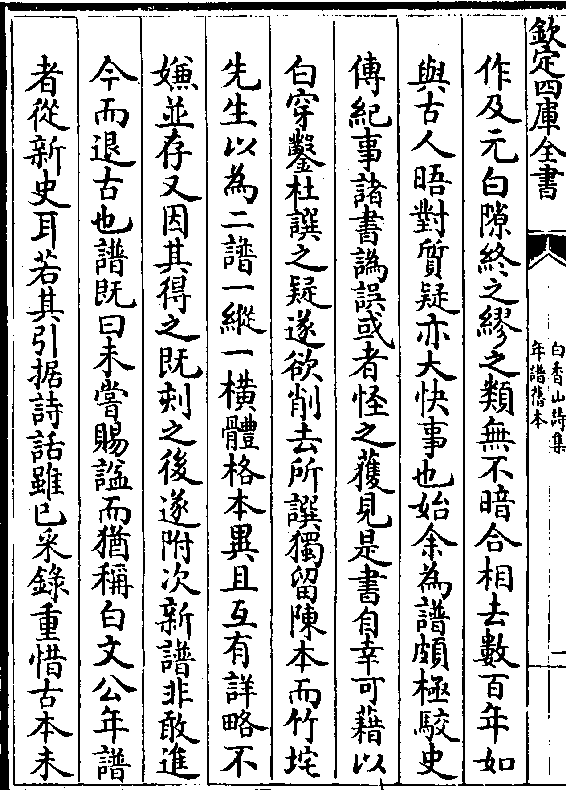 欽定四庫全書
白香山詩集
年譜舊本
一
作及元白隙終之繆之類無不暗合相去數百年如
與古人晤對質疑亦大快事也始余為譜頗極駁史
傳紀事諸書譌誤或者怪之獲見是書自幸可藉以
白穿鑿杜譔之疑遂欲削去所譔獨留陳本而竹垞
先生以為二譜一縱一橫體格本異且互有詳略不
嫌並存又因其得之既刻之後遂附次新譜非敢進
今而退古也譜既曰未嘗賜諡而猶稱白文公年譜
者從新史耳若其引据詩話雖已采錄重惜古本未